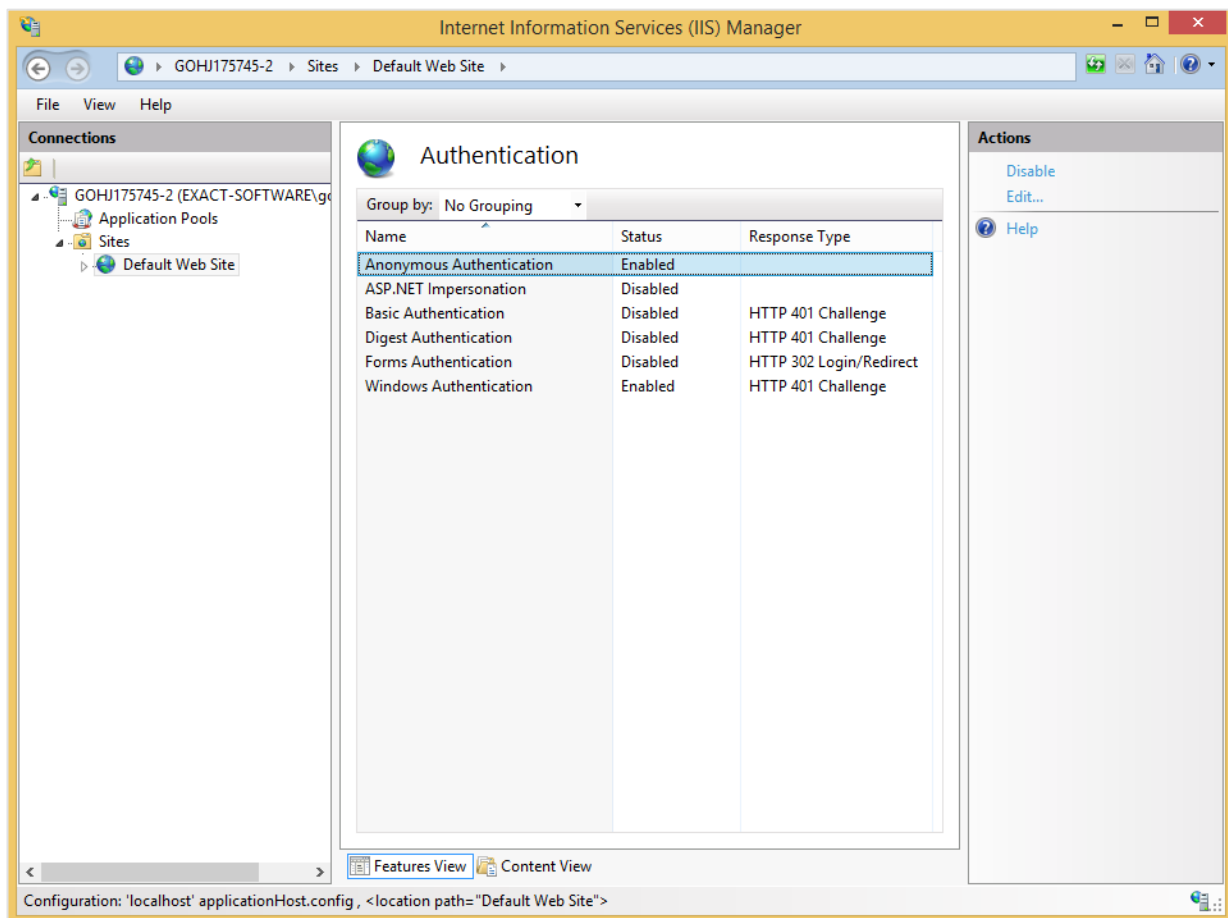 Internet Information Services (IIS) Manager
GOHJ175745-2 Sites Default Web Site
File View Help
Connections
GOHJ175745-2 (EXACT-SOFTWARE\go
Application Pools
Sites
Default Web Site
Authentication
Group by: No Grouping
Name Status Response Type
Anonymous Authentication Enabled
ASP.NET Impersonation Disabled
Basic Authentication Disabled HTTP 401 Challenge
Digest Authentication Disabled HTTP 401 Challenge
Forms Authentication Disabled HTTP 302 Login/Redirect
Windows Authentication Enabled HTTP 401 Challenge
Actions
Disable
Edit...
Help
Features View Content View
Configuration: 'localhost' applicationHost.config , <location path="Default Web Site">